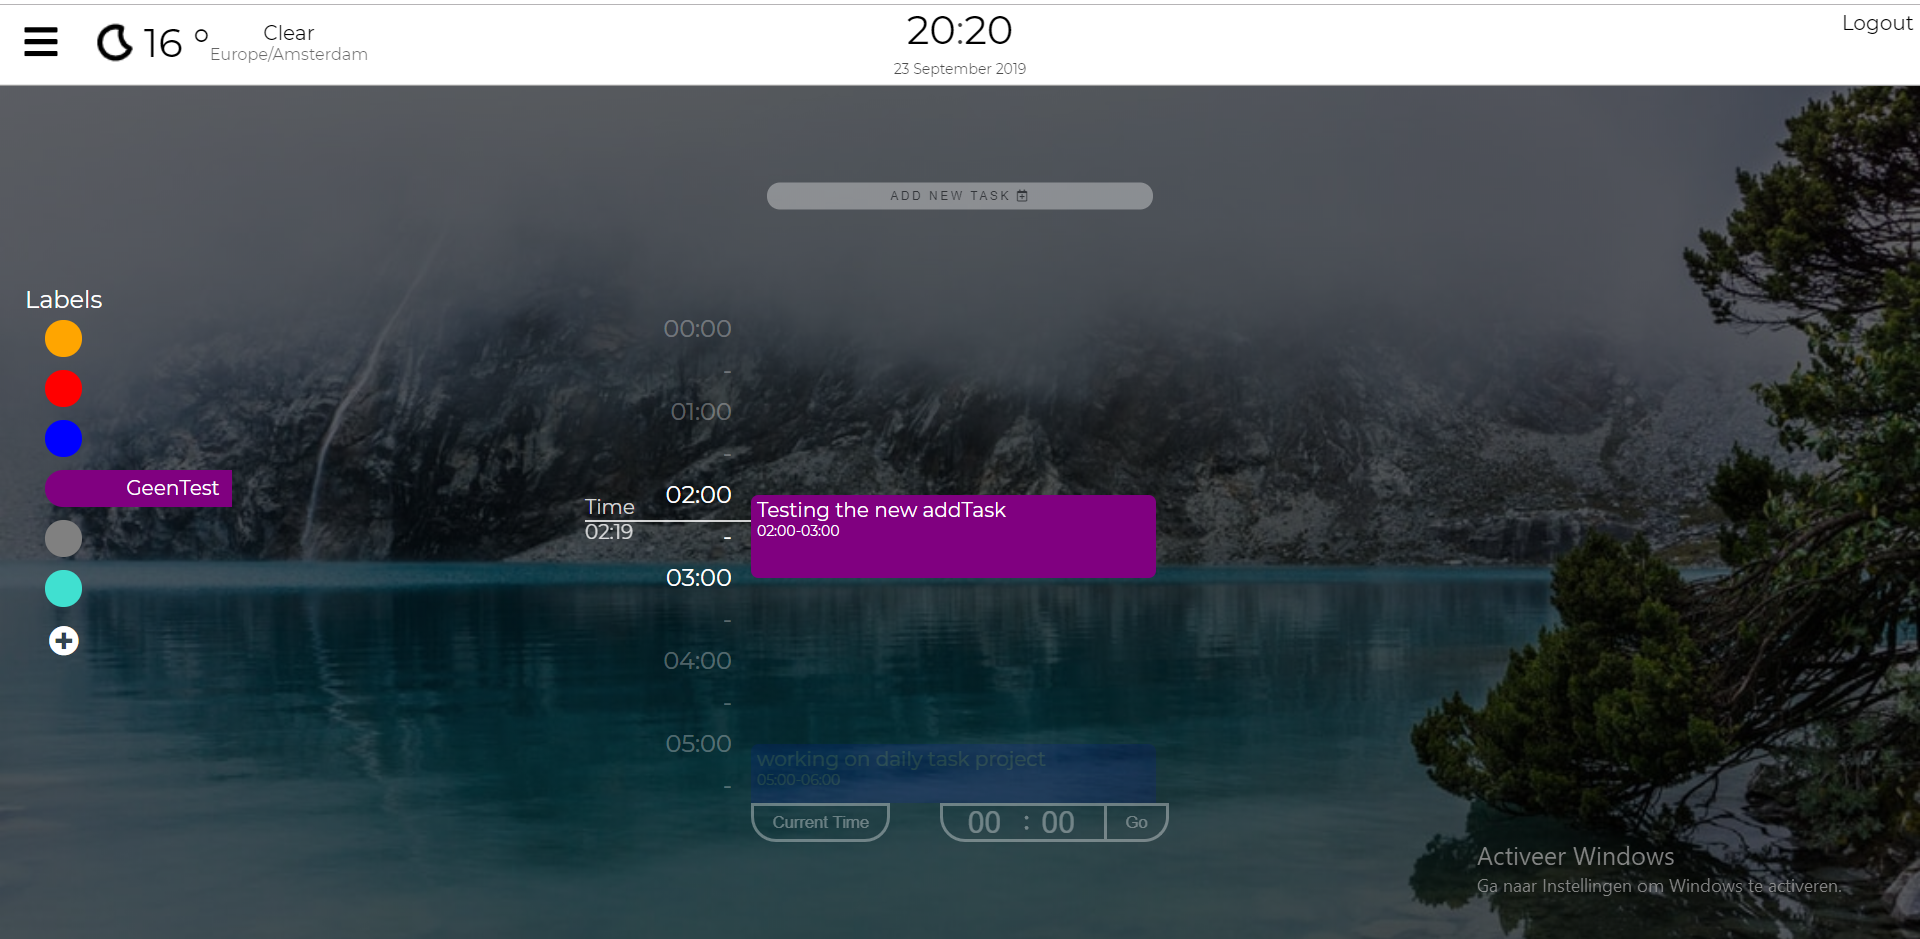 16 °
Clear
Europe/Amsterdam
20:20
23 September 2019
Logout
ADD NEW TASK
Labels
GeenTest
00:00
-
01:00
-
02:00
Time
02:19
-
03:00
-
04:00
-
05:00
-
Testing the new addTask
02:00-03:00
working on daily task project
05:00-06:00
Current Time
00 : 00
Go
Activeer Windows
Ga naar Instellingen om Windows te activeren.